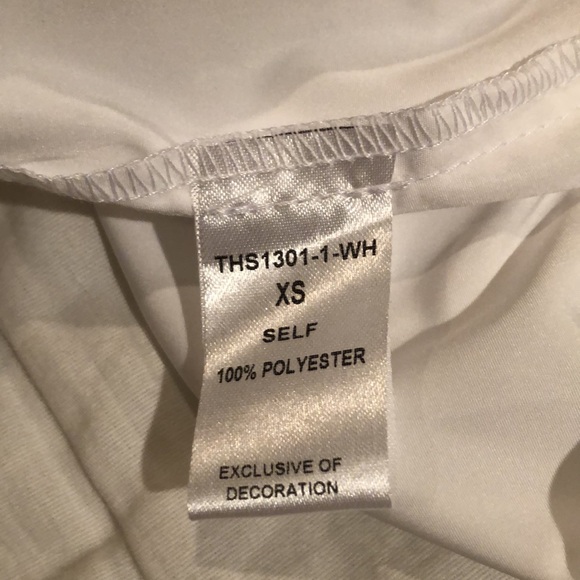 THS1301-1-WH
XS
SELF
100% POLYESTER
EXCLUSIVE OF
DECORATION